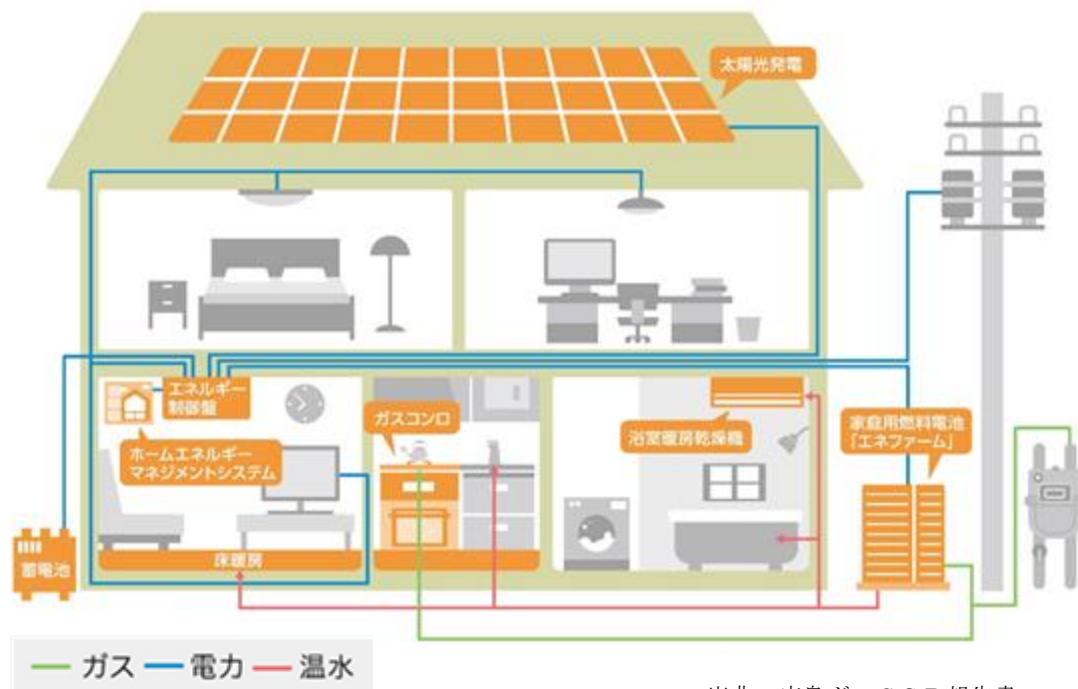 太陽光発電
エネルギー
制御盤
ホームエネルギー
マネジメントシステム
ガスコンロ
浴室暖房乾燥機
家庭用燃料電池
「エネファーム」
蓄電池
床暖房
ガス 電力 温水